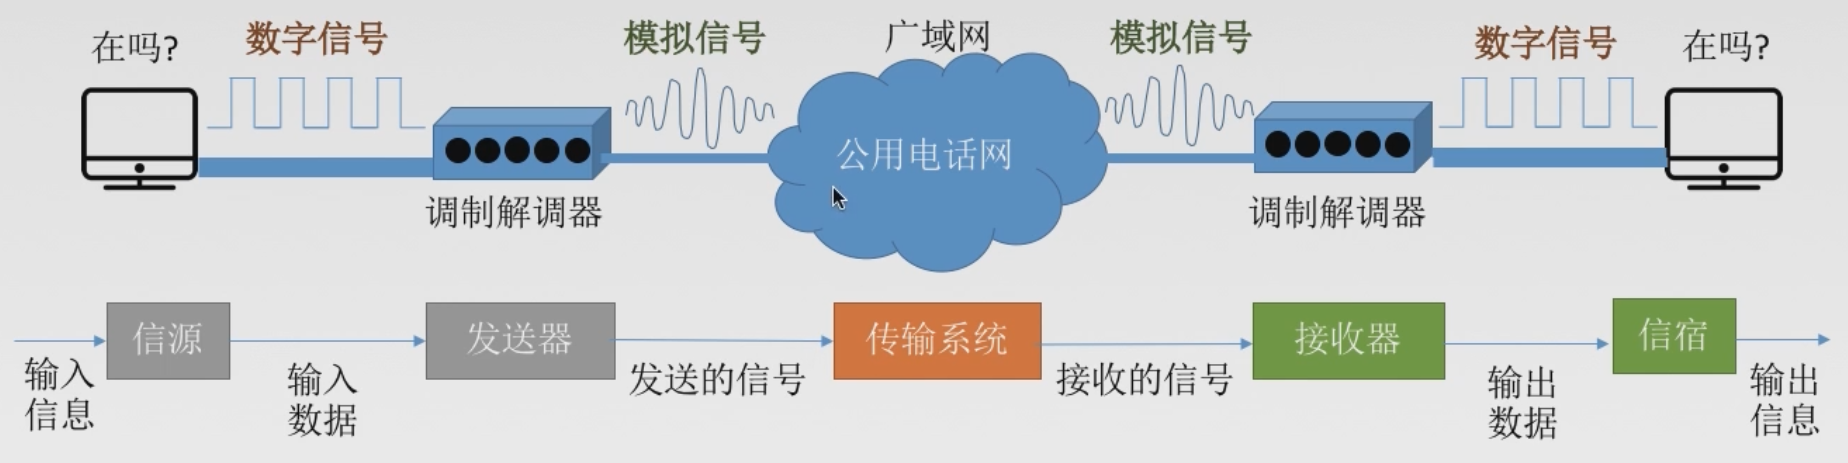 在吗?
数字信号
模拟信号
广域网
模拟信号
数字信号
在吗?
公用电话网
调制解调器
调制解调器
信源
发送器
传输系统
接收器
信宿
输入
信息
输入
数据
发送的信号
接收的信号
输出
数据
输出
信息